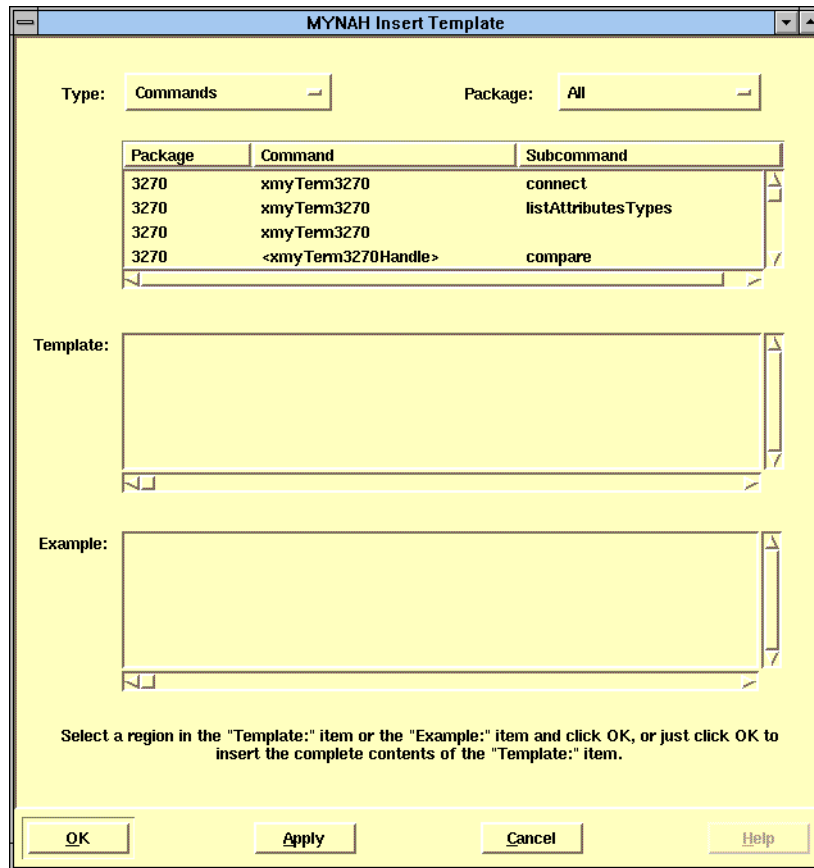 MYNAH Insert Template
Type: Commands Package: All
Package Command Subcommand
3270 xmyTerm3270 connect
3270 xmyTerm3270 listAttributesTypes
3270 xmyTerm3270
3270 <xmyTerm3270Handle> compare
Template:
Example:
Select a region in the "Template:" item or the "Example:" item and click OK, or just click OK to
insert the complete contents of the "Template:" item.
OK Apply Cancel Help